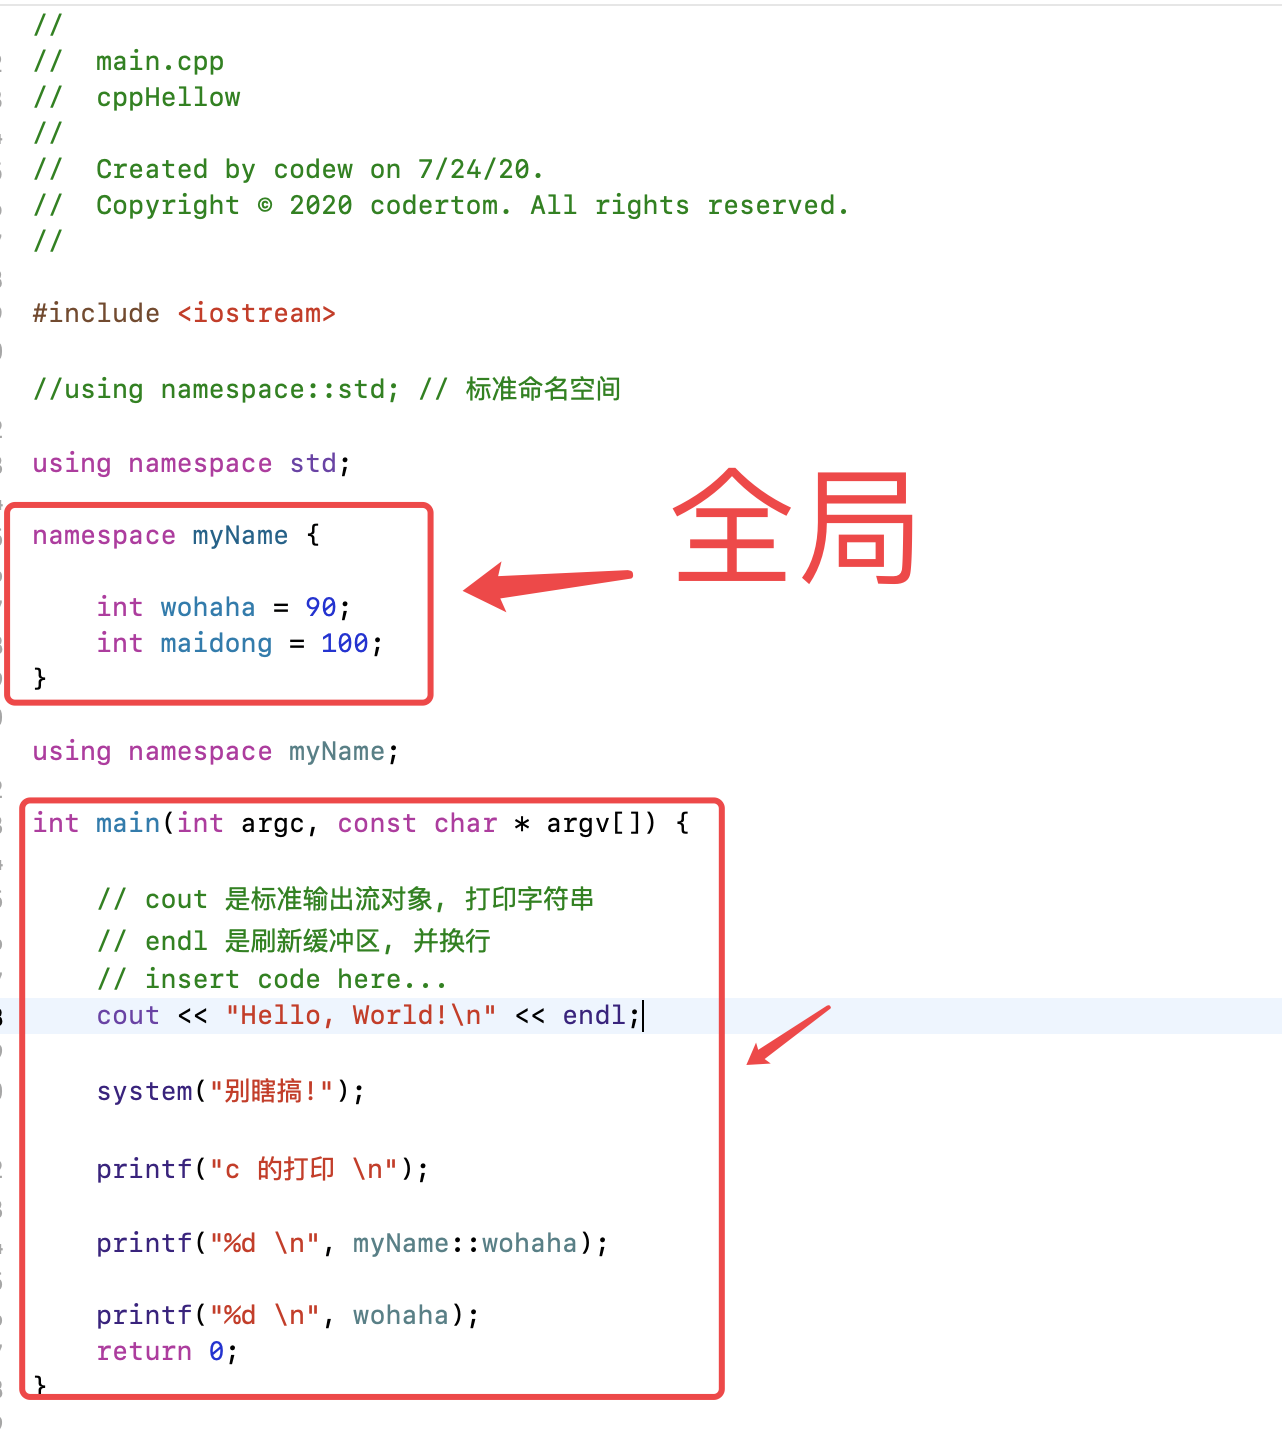 //
//  main.cpp
//  cppHellow
//
//  Created by codew on 7/24/20.
//  Copyright © 2020 codertom. All rights reserved.
//
#include <iostream>
//using namespace::std; // 标准命名空间
using namespace std;
全局
namespace myName {
    int wohaha = 90;
    int maidong = 100;
}
using namespace myName;
int main(int argc, const char * argv[]) {
    // cout 是标准输出流对象, 打印字符串
    // endl 是刷新缓冲区, 并换行
    // insert code here...
    cout << "Hello, World!\n" << endl;
    system("别瞎搞!");
    printf("c 的打印 \n");
    printf("%d \n", myName::wohaha);
    printf("%d \n", wohaha);
    return 0;
}